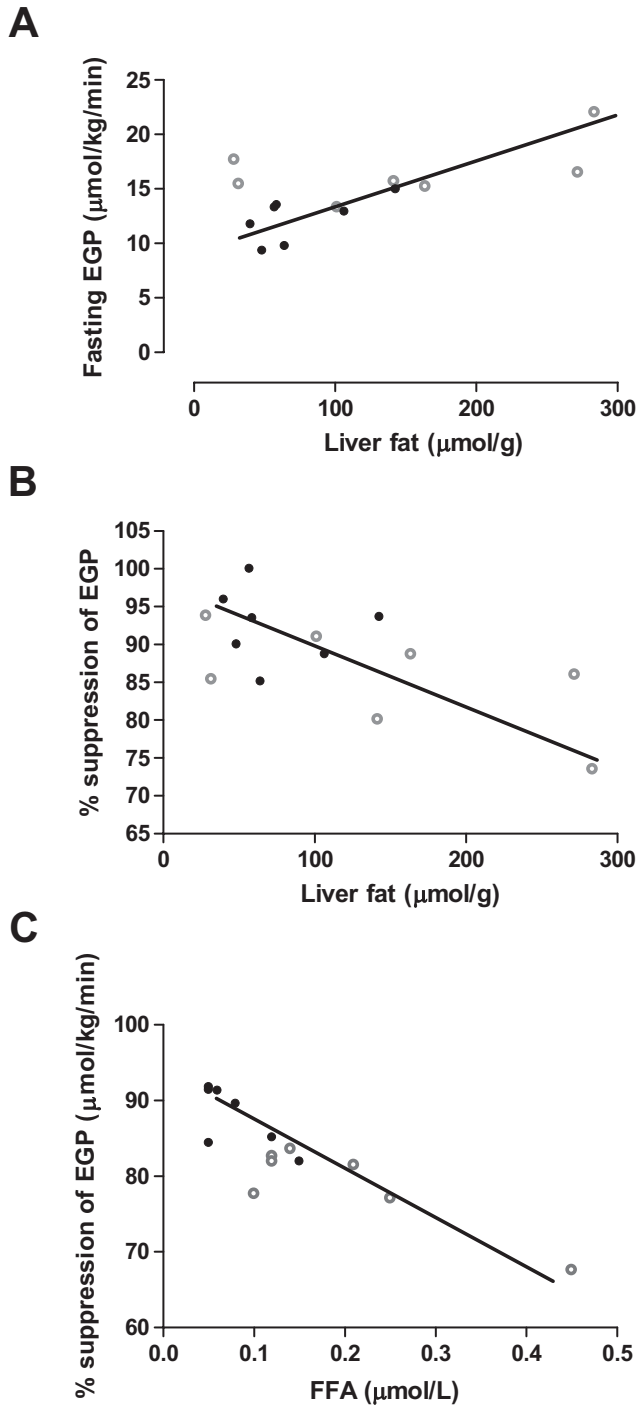 A
Fasting EGP (μmol/kg/min)
25
20
15
10
5
0
0 100 200 300
Liver fat (μmol/g)
B
% suppression of EGP
105
100
95
90
85
80
75
70
65
0 100 200 300
Liver fat (μmol/g)
C
% suppression of EGP (μmol/kg/min)
100
90
80
70
60
0.0 0.1 0.2 0.3 0.4 0.5
FFA (μmol/L)